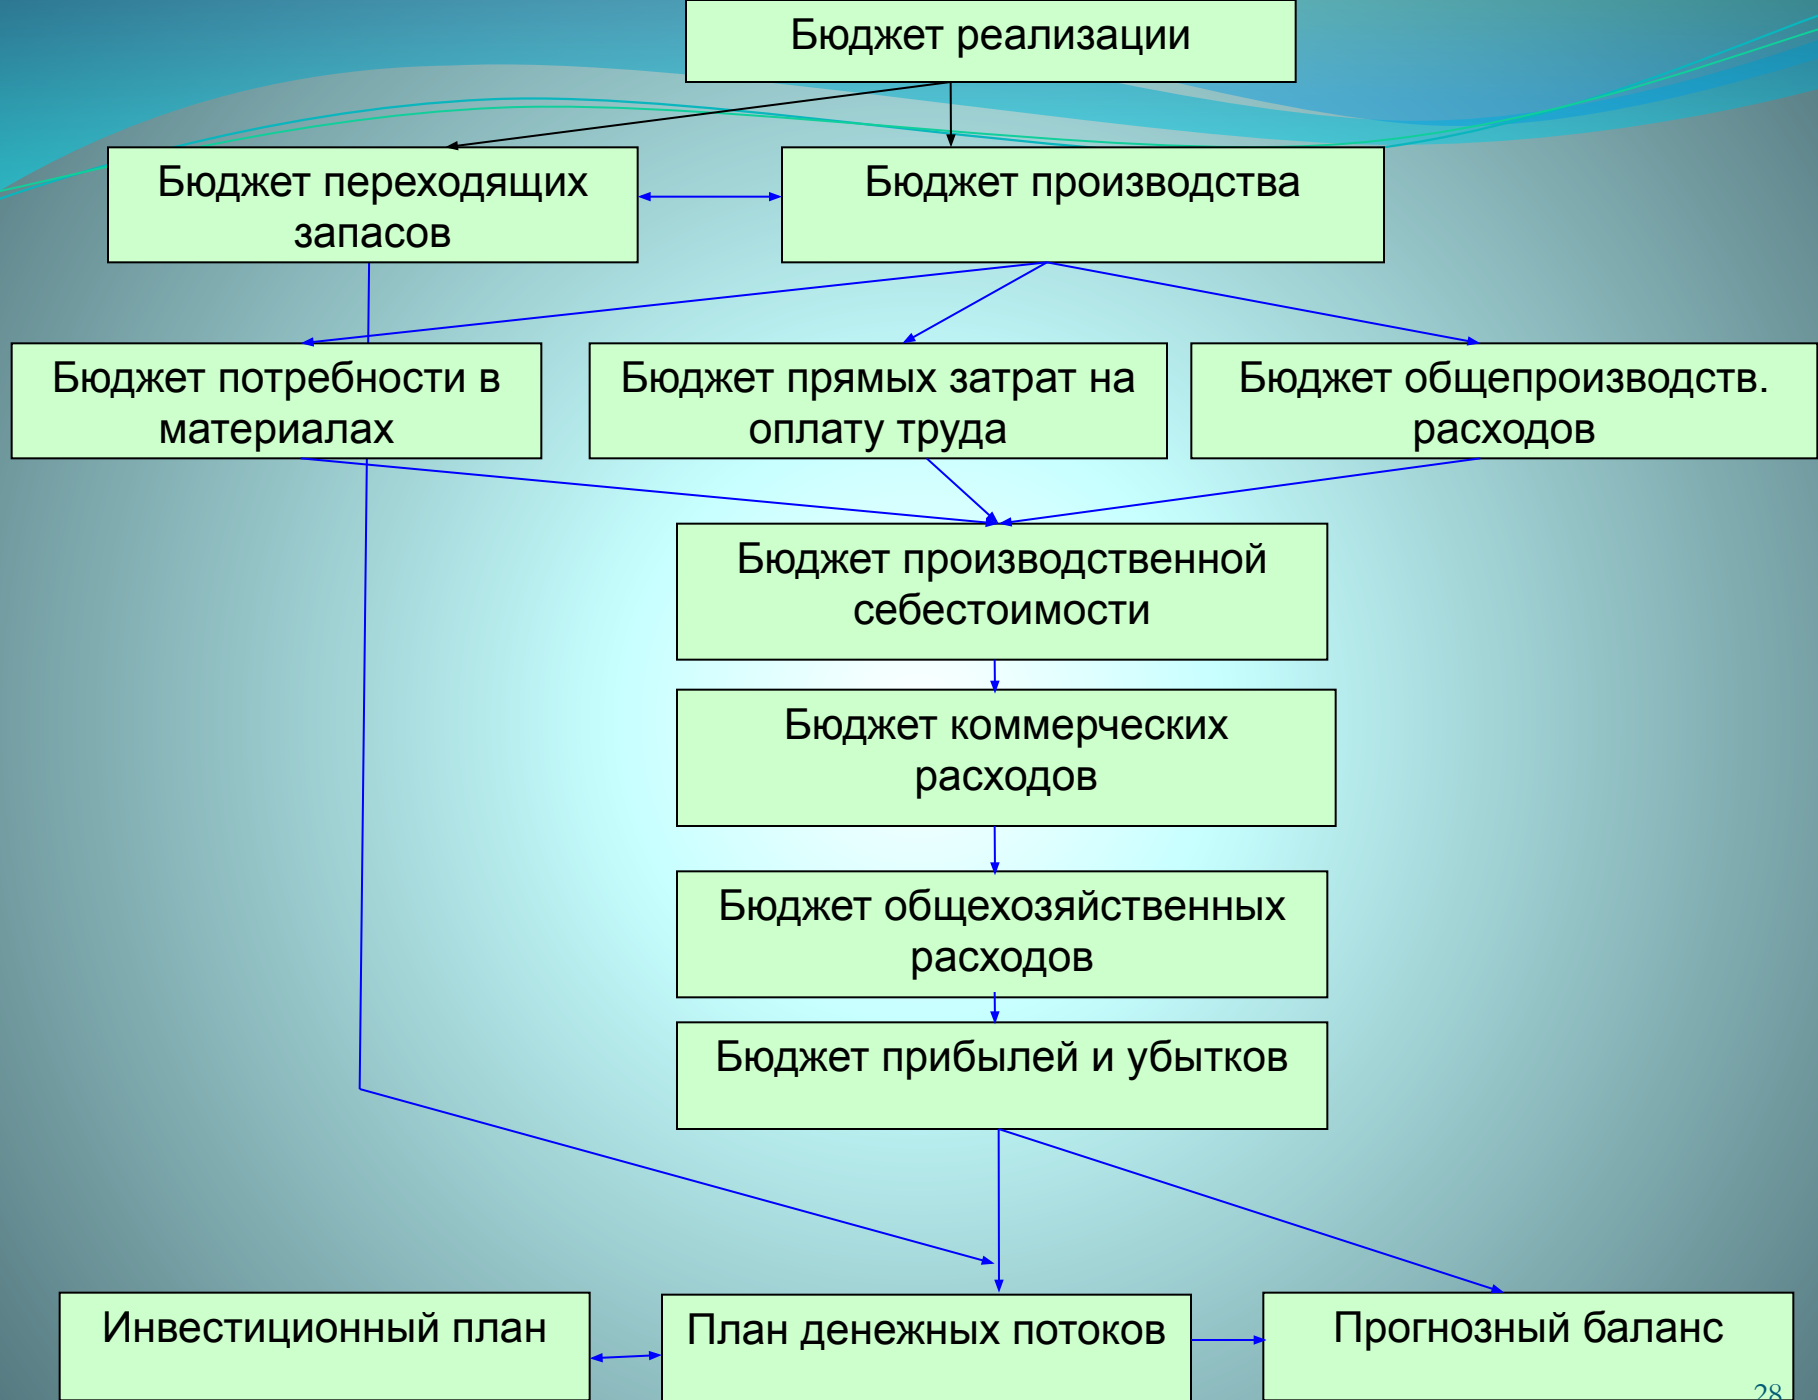 Бюджет реализации
Бюджет переходящих
запасов
Бюджет производства
Бюджет потребности в
материалах
Бюджет прямых затрат на
оплату труда
Бюджет общепроизводств.
расходов
Бюджет производственной
себестоимости
Бюджет коммерческих
расходов
Бюджет общехозяйственных
расходов
Бюджет прибылей и убытков
Инвестиционный план
План денежных потоков
Прогнозный баланс
28